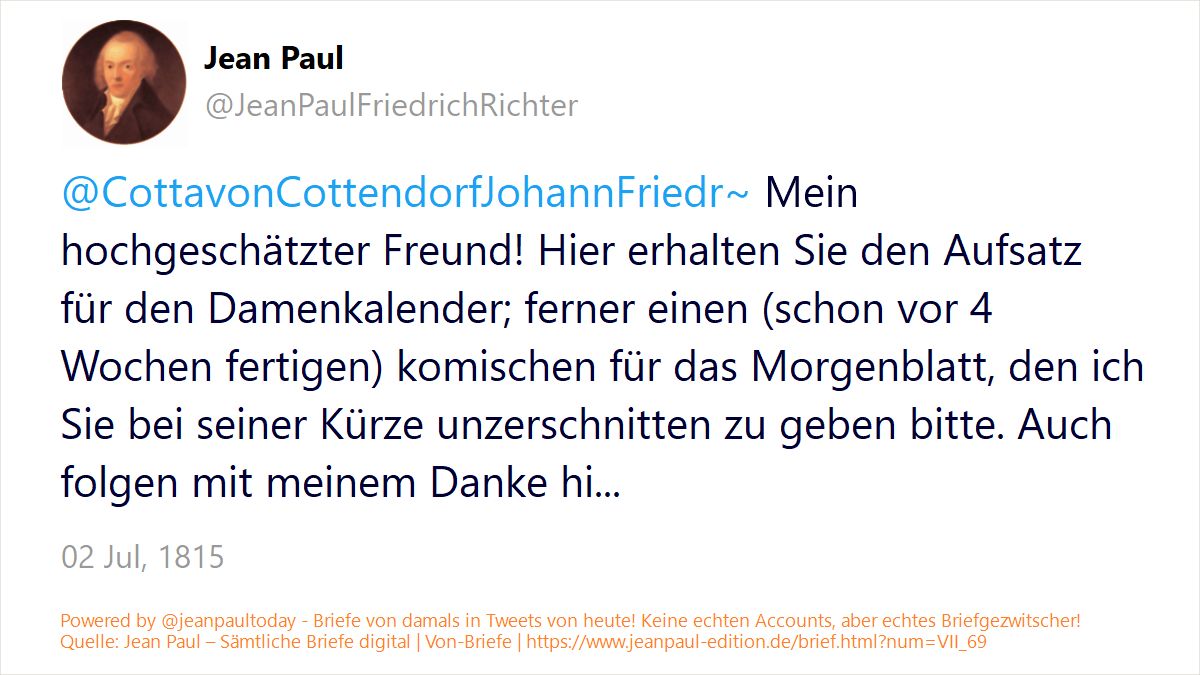 Jean Paul
@JeanPaulFriedrichRichter
@CottavonCottendorfJohannFriedr~ Mein
hochgeschätzter Freund! Hier erhalten Sie den Aufsatz
für den Damenkalender; ferner einen (schon vor 4
Wochen fertigen) komischen für das Morgenblatt, den ich
Sie bei seiner Kürze unzerschnitten zu geben bitte. Auch
folgen mit meinem Danke hi...
02 Jul, 1815
Powered by @jeanpaultoday - Briefe von damals in Tweets von heute! Keine echten Accounts, aber echtes Briefgezwitscher!
Quelle: Jean Paul – Sämtliche Briefe digital | Von-Briefe | https://www.jeanpaul-edition.de/brief.html?num=VII_69